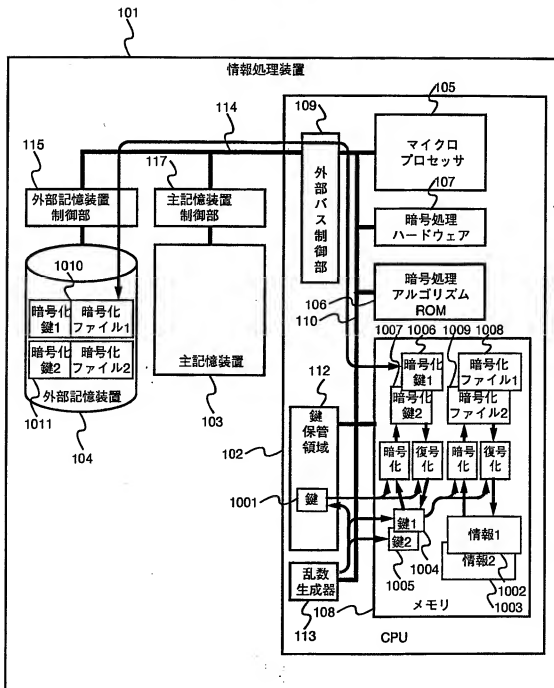 101
情報処理装置
105
109
114
マイクロ
プロセッサ
115
117
107
外部記憶装置
制御部
主記憶装置
制御部
外部バス制御部
暗号処理
ハードウェア
1010
暗号処理
アルゴリズム
ROM
106
110
暗号化
鍵1
暗号化
ファイル1
暗号化
鍵2
暗号化
ファイル2
外部記憶装置
1011
104
主記憶装置
103
1007
1006
1009
1008
暗号化
鍵1
暗号化
ファイル1
暗号化
鍵2
暗号化
ファイル2
112
鍵
保管
領域
102
暗号
化
復号
化
暗号
化
復号
化
1001
鍵
鍵1
鍵2
1004
1005
情報1
情報2
1002
1003
乱数
生成器
113
108
メモリ
CPU